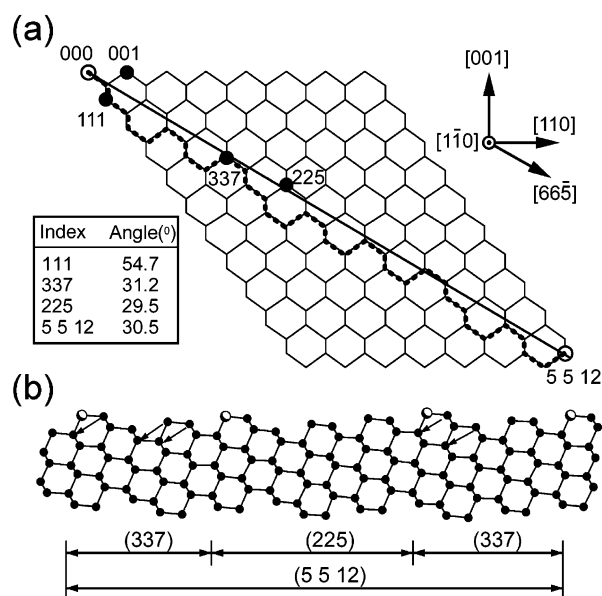 (a)
000 001
[001]
[11̅0] [110]
[665̅]
111
337
225
Index Angle(⁰)
111 54.7
337 31.2
225 29.5
5 5 12 30.5
5 5 12
(b)
(337) (225) (337)
(5 5 12)